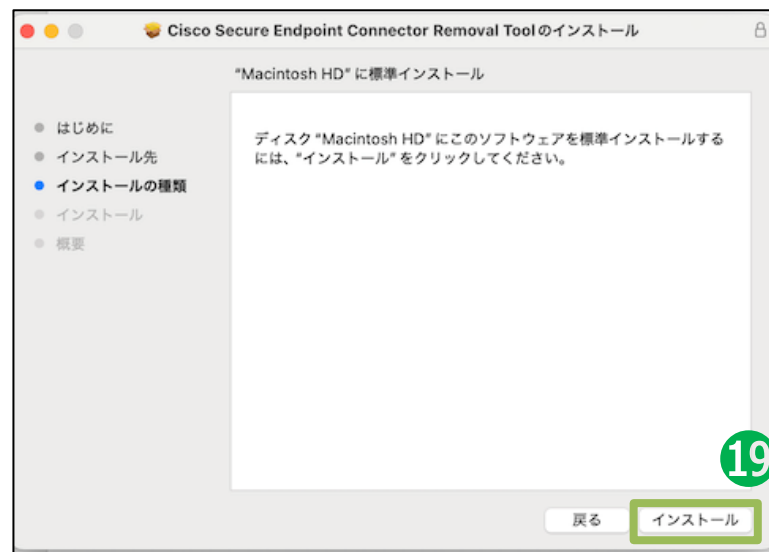 Cisco Secure Endpoint Connector Removal Toolのインストール
"Macintosh HD" に標準インストール
はじめに
インストール先
インストールの種類
インストール
概要
ディスク "Macintosh HD" にこのソフトウェアを標準インストールする
には、"インストール" をクリックしてください。
19
戻る
インストール